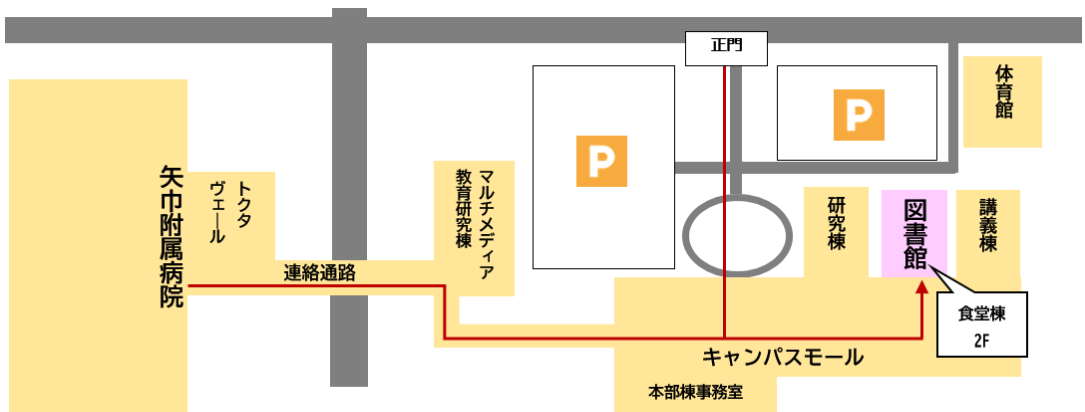 正門
P
P
体育館
矢巾附属病院
トクタ
ヴェール
マルチメディア
教育研究棟
研究棟
図書館
講義棟
連絡通路
食堂棟
2F
キャンパスモール
本部棟事務室